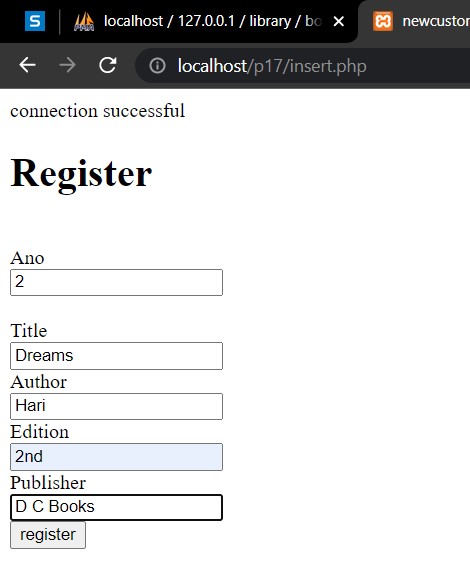 localhost / 127.0.0.1 / library / bo
newcustom
localhost/p17/insert.php
connection successful
Register
Ano
2
Title
Dreams
Author
Hari
Edition
2nd
Publisher
D C Books
register